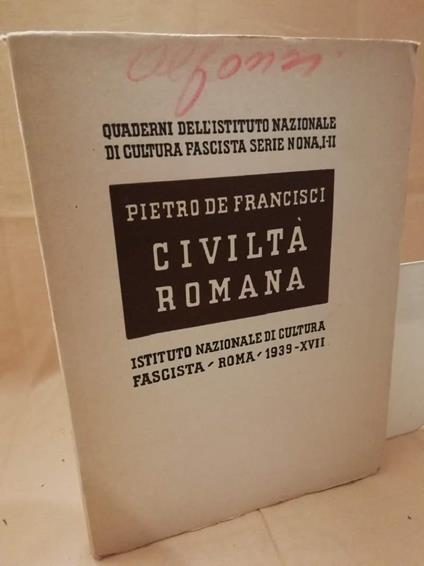 Alfonsi.
QUADERNI DELL'ISTITUTO NAZIONALE
DI CULTURA FASCISTA SERIE NONA, I-II
PIETRO DE FRANCISCI
CIVILTÀ
ROMANA
ISTITUTO NAZIONALE DI CULTURA
FASCISTA - ROMA - 1939-XVII